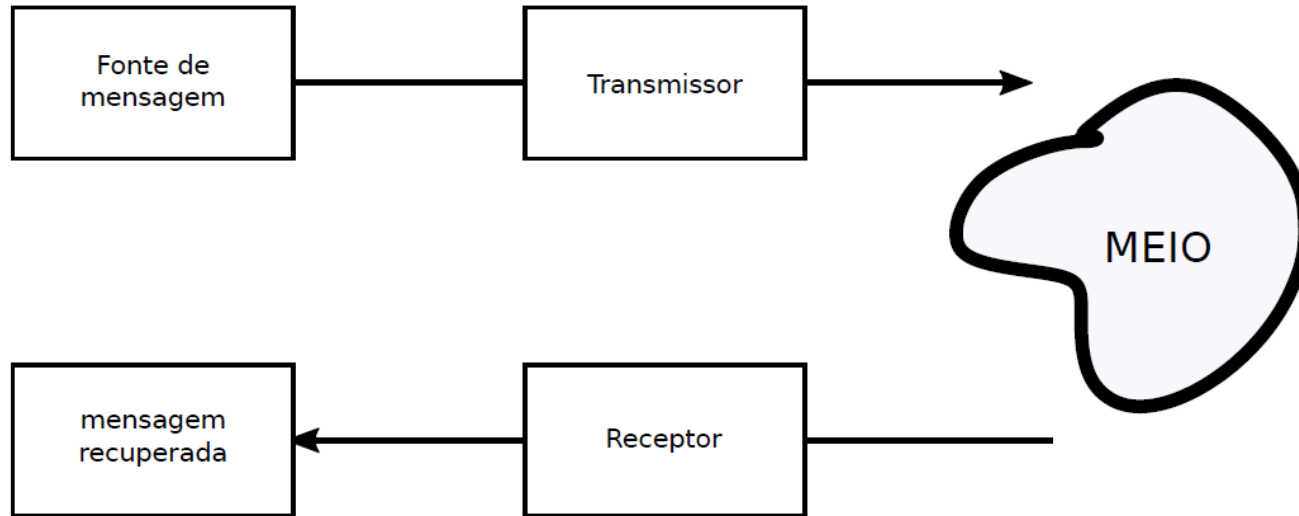 Fonte de
mensagem
Transmissor
MEIO
mensagem
recuperada
Receptor